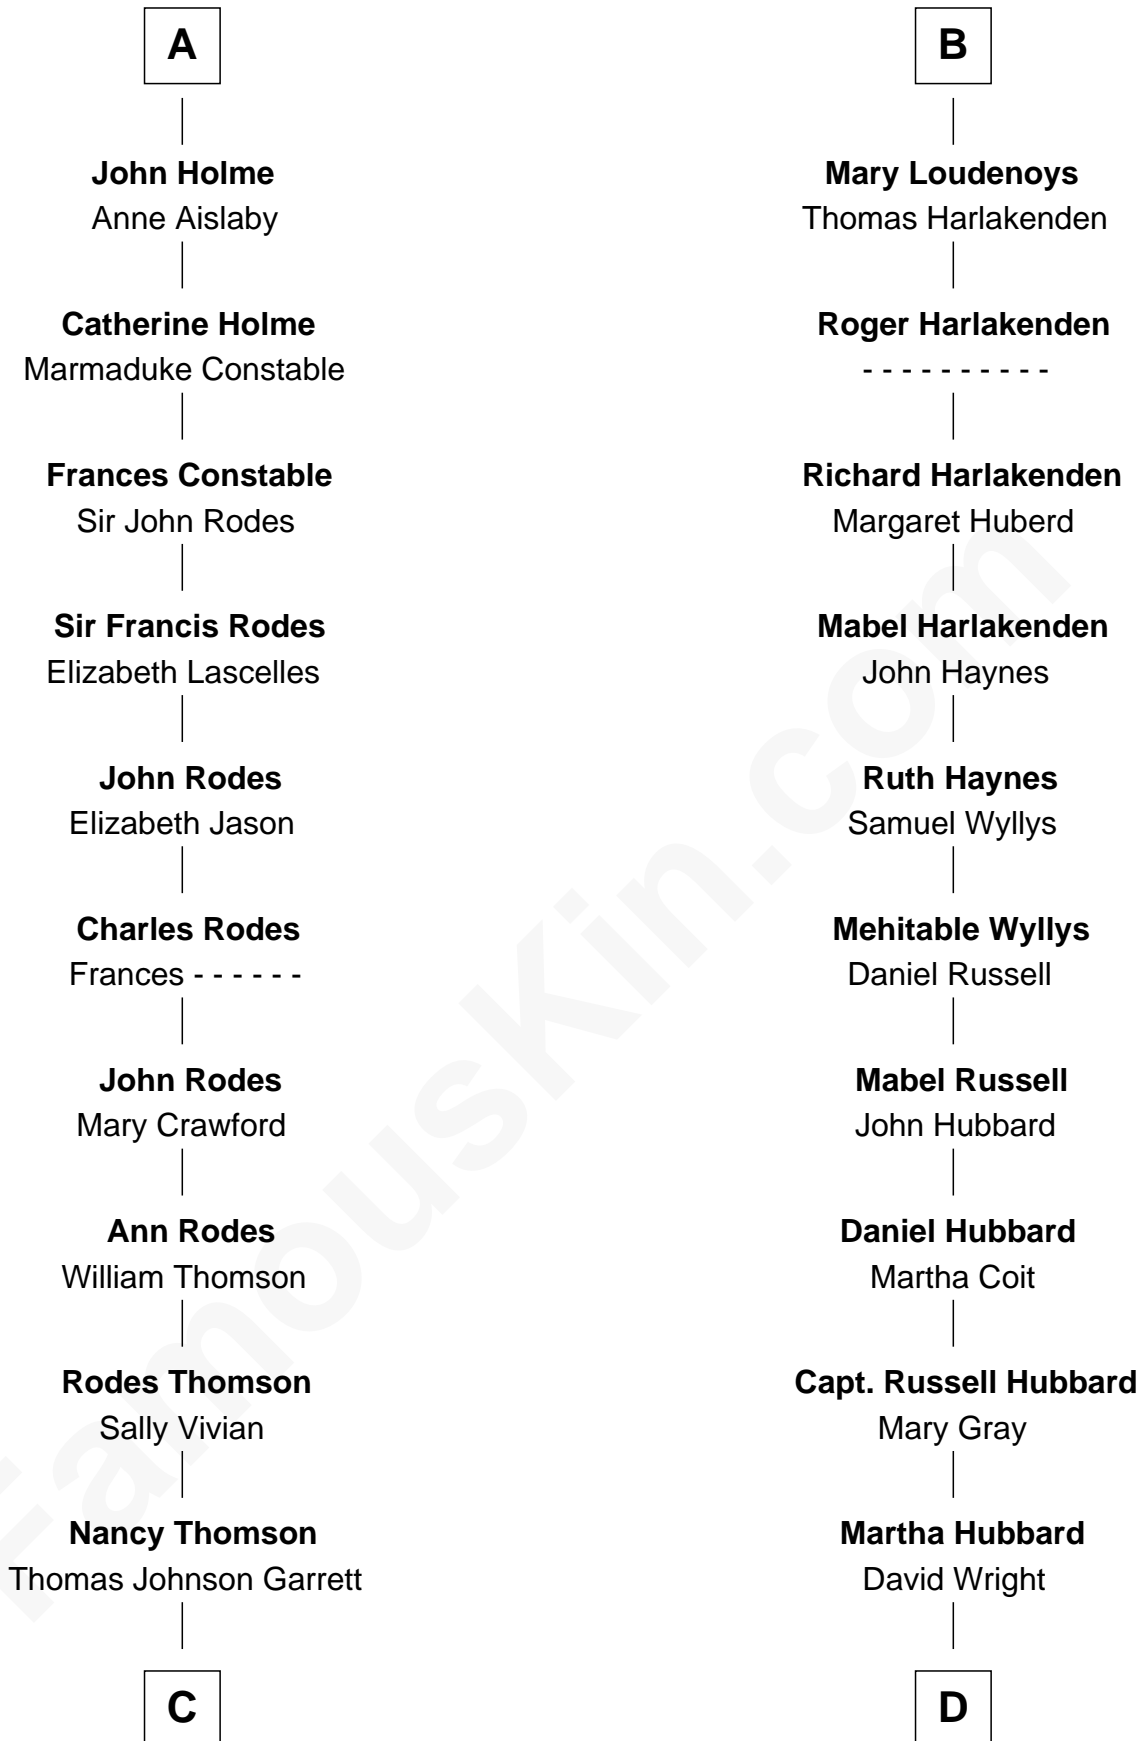 A
John Holme
Anne Aislaby
Catherine Holme
Marmaduke Constable
Frances Constable
Sir John Rodes
Sir Francis Rodes
Elizabeth Lascelles
John Rodes
Elizabeth Jason
Charles Rodes
Frances - - - - - -
John Rodes
Mary Crawford
Ann Rodes
William Thomson
Rodes Thomson
Sally Vivian
Nancy Thomson
Thomas Johnson Garrett
C
B
Mary Loudenoys
Thomas Harlakenden
Roger Harlakenden
- - - - - - - - - -
Richard Harlakenden
Margaret Huberd
Mabel Harlakenden
John Haynes
Ruth Haynes
Samuel Wyllys
Mehitable Wyllys
Daniel Russell
Mabel Russell
John Hubbard
Daniel Hubbard
Martha Coit
Capt. Russell Hubbard
Mary Gray
Martha Hubbard
David Wright
D
FamousKin.com